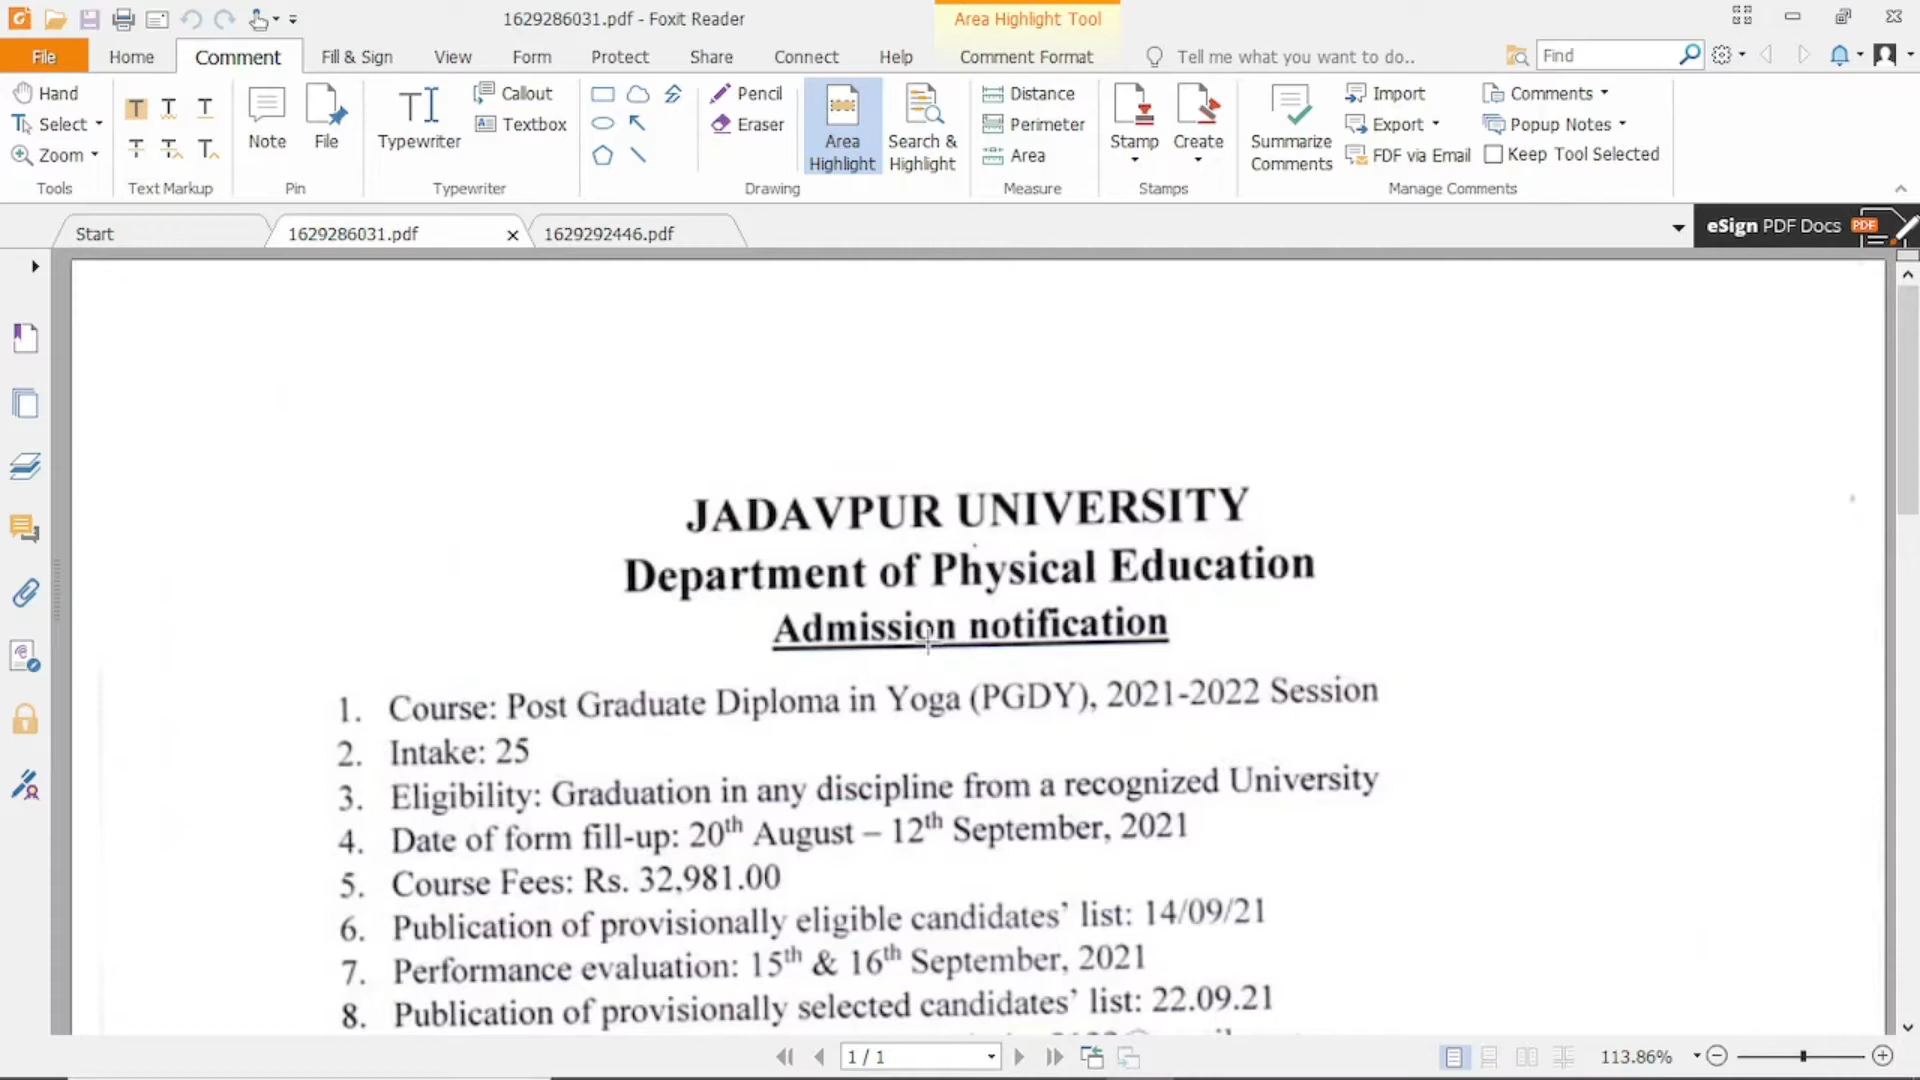 1629286031.pdf - Foxit Reader
Area Highlight Tool
File Home Comment Fill & Sign View Form Protect Share Connect Help Comment Format Tell me what you want to do.. Find
Hand
Select
Zoom
Tools
Text Markup
Note File
Pin
Typewriter
Callout
Textbox
Typewriter
Pencil
Eraser
Area Highlight
Search & Highlight
Drawing
Distance
Perimeter
Area
Measure
Stamp Create
Stamps
Summarize Comments
Import
Export
FDF via Email
Comments
Popup Notes
Keep Tool Selected
Manage Comments
Start 1629286031.pdf 1629292446.pdf
eSign PDF Docs PDF
JADAVPUR UNIVERSITY
Department of Physical Education
Admission notification
1. Course: Post Graduate Diploma in Yoga (PGDY), 2021-2022 Session
2. Intake: 25
3. Eligibility: Graduation in any discipline from a recognized University
4. Date of form fill-up: 20th August – 12th September, 2021
5. Course Fees: Rs. 32,981.00
6. Publication of provisionally eligible candidates' list: 14/09/21
7. Performance evaluation: 15th & 16th September, 2021
8. Publication of provisionally selected candidates' list: 22.09.21
1 / 1
113.86%